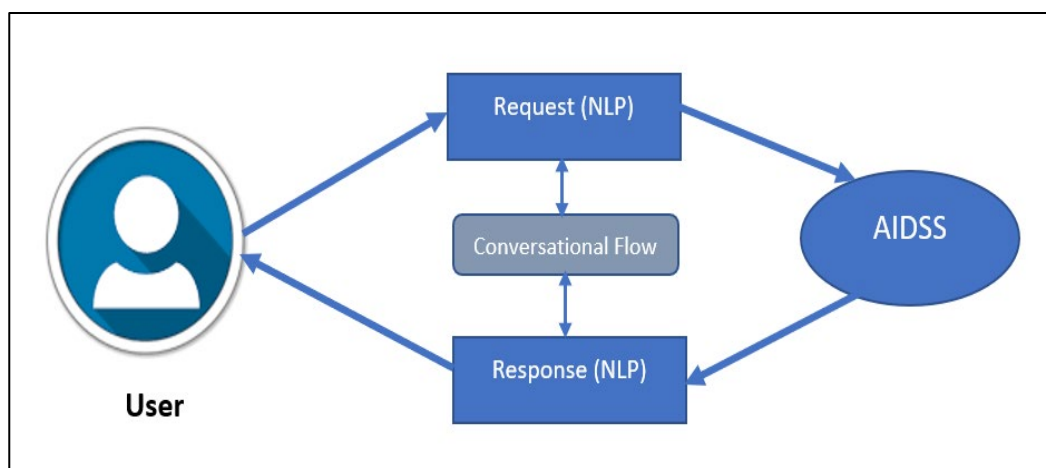 Request (NLP)
AIDSS
Conversational Flow
Response (NLP)
User